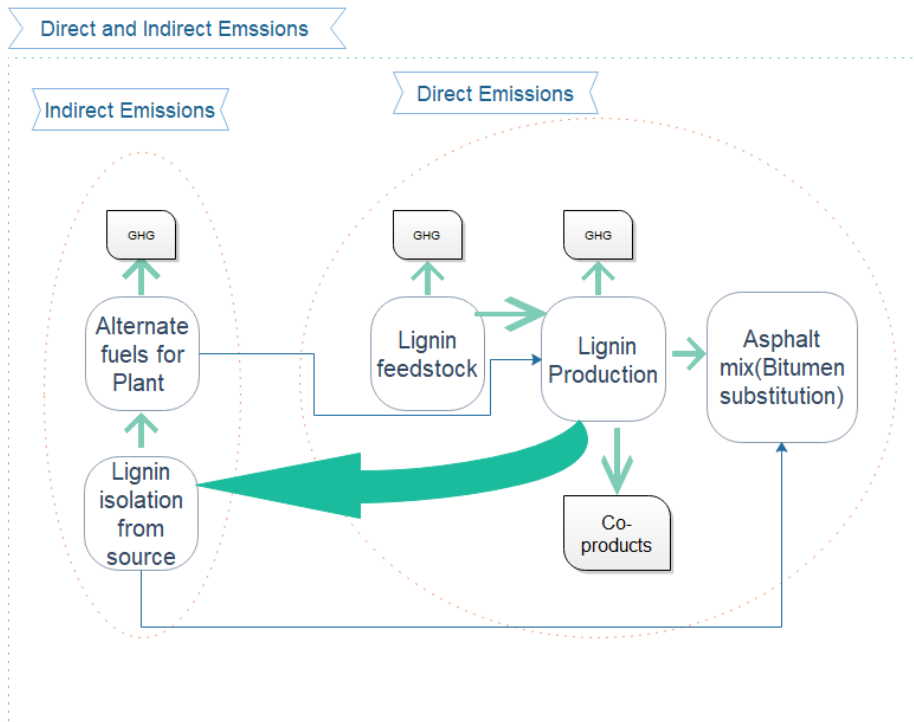 Direct and Indirect Emssions
Direct Emissions
Indirect Emissions
GHG
GHG
GHG
Alternate
fuels for
Plant
Lignin
feedstock
Lignin
Production
Asphalt
mix(Bitumen
substitution)
Lignin
isolation
from
source
Co-
products